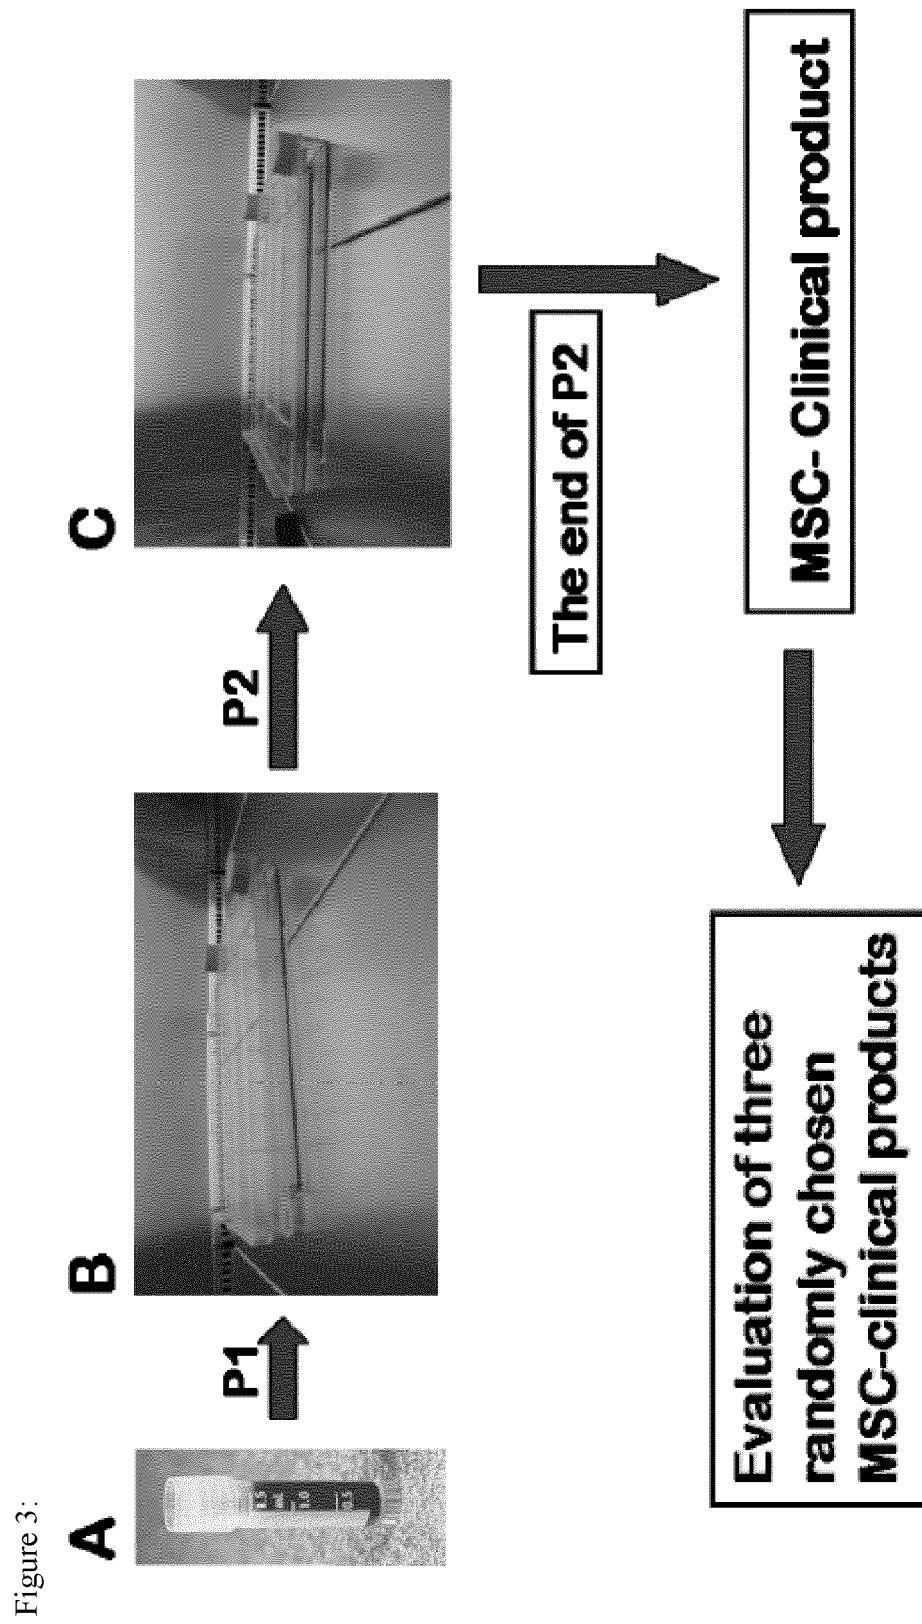 Figure 3:
A
P1
B
P2
C
The end of P2
MSC- Clinical product
Evaluation of three
randomly chosen
MSC-clinical products